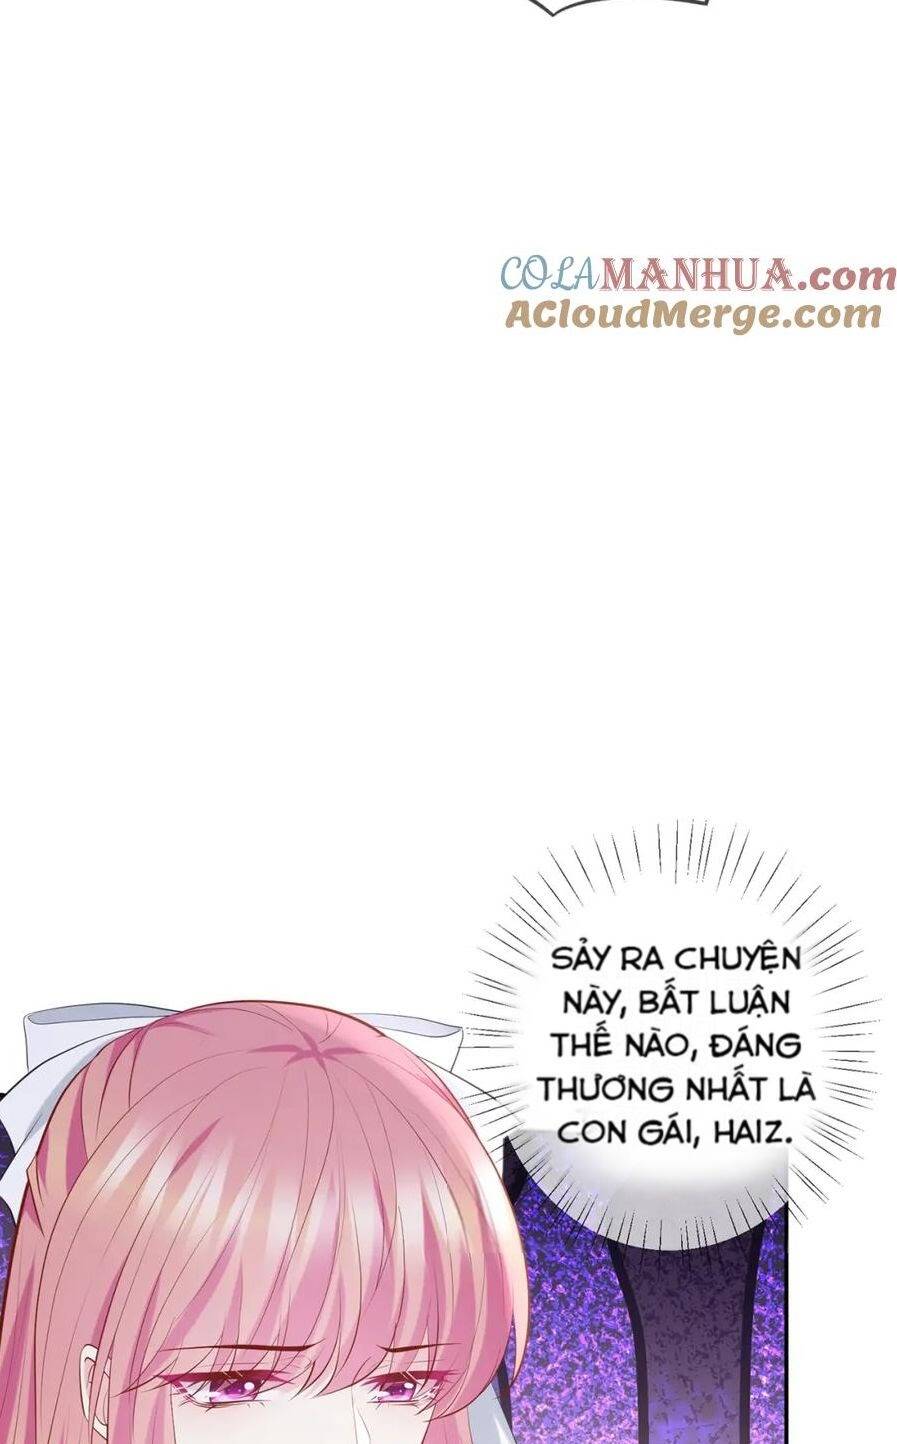 COLAMANHUA.com
ACloudMerge.com
SẢY RA CHUYỆN
NÀY, BẤT LUẬN
THẾ NÀO, ĐÁNG
THƯƠNG NHẤT LÀ
CON GÁI, HAIZ.